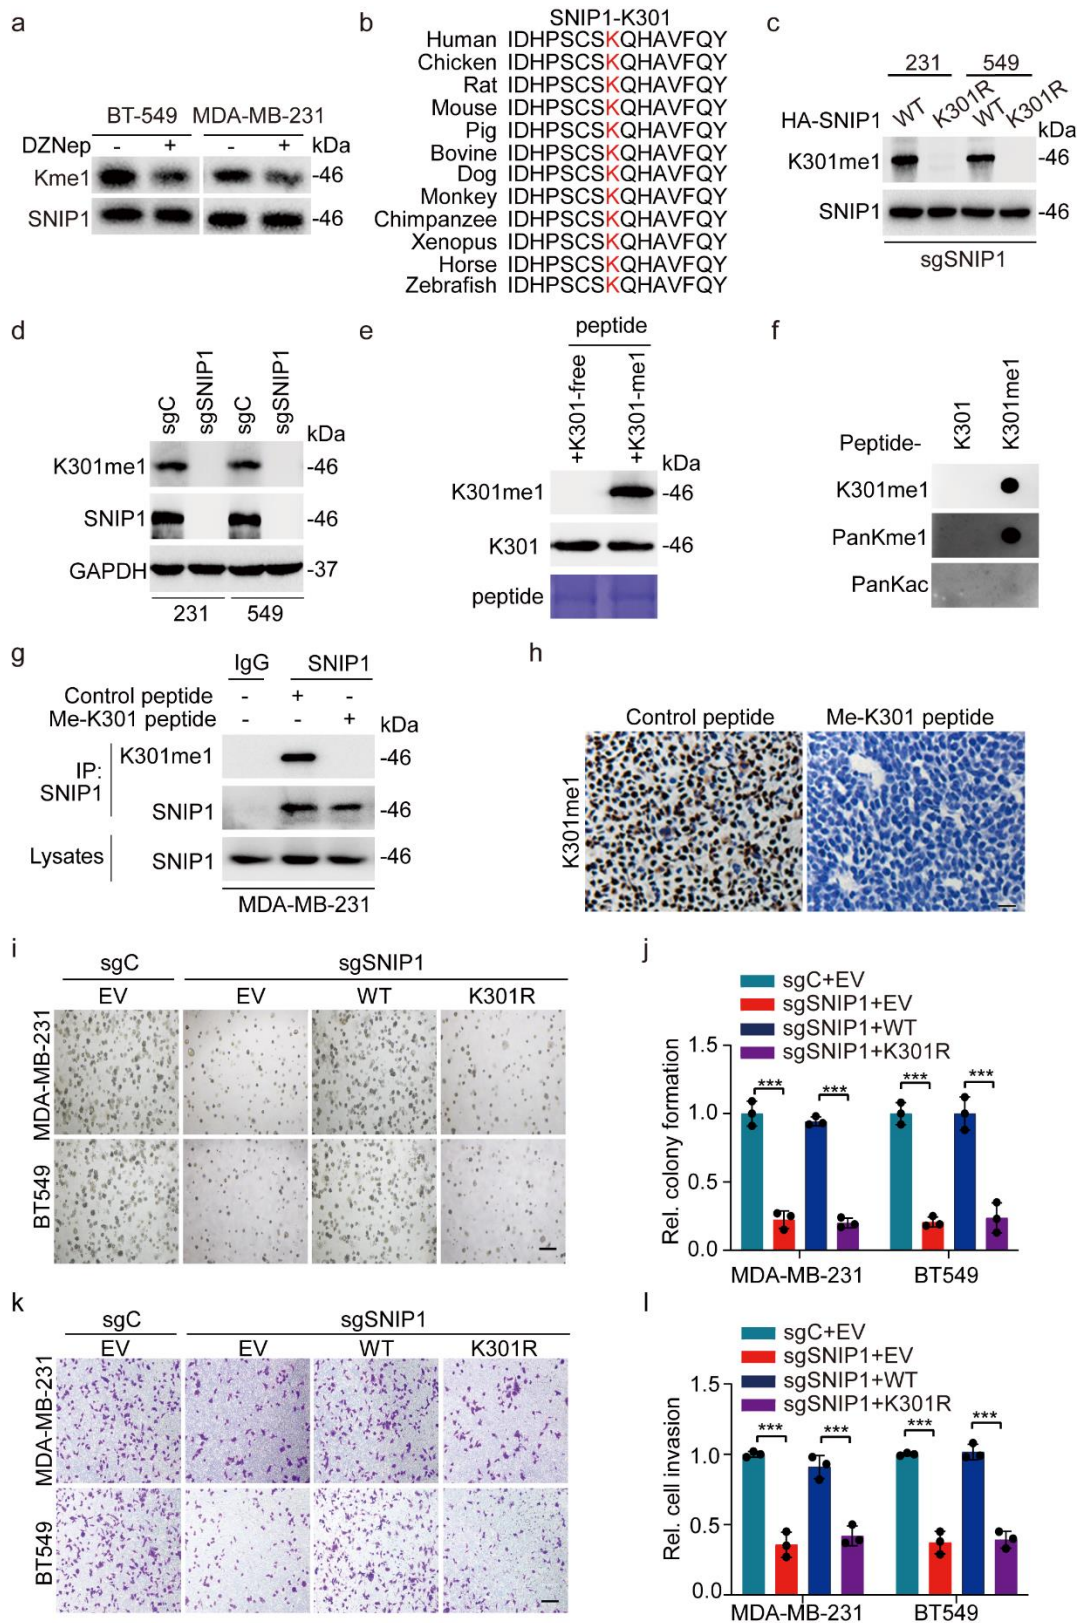 a
BT-549 MDA-MB-231
DZNep - + - + kDa
Kme1 -46
SNIP1 -46
b
SNIP1-K301
Human IDHPSCSKQHAVFQY
Chicken IDHPSCSKQHAVFQY
Rat IDHPSCSKQHAVFQY
Mouse IDHPSCSKQHAVFQY
Pig IDHPSCSKQHAVFQY
Bovine IDHPSCSKQHAVFQY
Dog IDHPSCSKQHAVFQY
Monkey IDHPSCSKQHAVFQY
Chimpanzee IDHPSCSKQHAVFQY
Xenopus IDHPSCSKQHAVFQY
Horse IDHPSCSKQHAVFQY
Zebrafish IDHPSCSKQHAVFQY
c
231 549
HA-SNIP1 WT K301R WT K301R
kDa
K301me1 -46
SNIP1 -46
sgSNIP1
d
sgC sgSNIP1 sgC sgSNIP1
kDa
K301me1 -46
SNIP1 -46
GAPDH -37
231 549
e
peptide
+K301-free +K301-me1
kDa
K301me1 -46
K301 -46
peptide
f
Peptide- K301 K301me1
K301me1
PanKme1
PanKac
g
IgG SNIP1
Control peptide - + -
Me-K301 peptide - - + kDa
IP: SNIP1
K301me1 -46
SNIP1 -46
Lysates SNIP1 -46
MDA-MB-231
h
Control peptide Me-K301 peptide
K301me1
i
sgC sgSNIP1
EV EV WT K301R
MDA-MB-231
BT549
j
sgC+EV
sgSNIP1+EV
sgSNIP1+WT
sgSNIP1+K301R
Rel. colony formation
1.5
1.0
0.5
0.0
*** *** *** ***
MDA-MB-231 BT549
k
sgC sgSNIP1
EV EV WT K301R
MDA-MB-231
BT549
l
sgC+EV
sgSNIP1+EV
sgSNIP1+WT
sgSNIP1+K301R
Rel. cell invasion
1.5
1.0
0.5
0.0
*** *** *** ***
MDA-MB-231 BT549